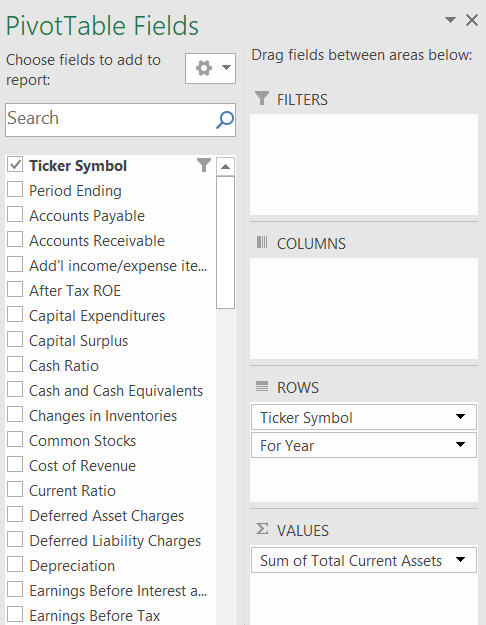 PivotTable Fields
Choose fields to add to
report:
Search
Ticker Symbol
Period Ending
Accounts Payable
Accounts Receivable
Add'l income/expense ite...
After Tax ROE
Capital Expenditures
Capital Surplus
Cash Ratio
Cash and Cash Equivalents
Changes in Inventories
Common Stocks
Cost of Revenue
Current Ratio
Deferred Asset Charges
Deferred Liability Charges
Depreciation
Earnings Before Interest a...
Earnings Before Tax
Drag fields between areas below:
FILTERS
COLUMNS
ROWS
Ticker Symbol
For Year
Σ VALUES
Sum of Total Current Assets